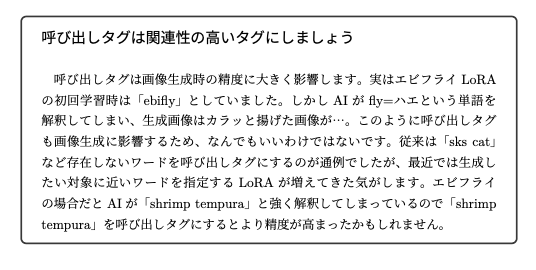 呼び出しタグは関連性の高いタグにしましょう
呼び出しタグは画像生成時の精度に大きく影響します。実はエビフライ LoRA
の初回学習時は「ebifly」としていました。しかし AI が fly=ハエという単語を
解釈してしまい、生成画像はカラッと揚げた画像が…。このように呼び出しタグ
も画像生成に影響するため、なんでもいいわけではないです。従来は「sks cat」
など存在しないワードを呼び出しタグにするのが通例でしたが、最近では生成し
たい対象に近いワードを指定する LoRA が増えてきた気がします。エビフライ
の場合だと AI が「shrimp tempura」と強く解釈してしまっているので「shrimp
tempura」を呼び出しタグにするとより精度が高まったかもしれません。